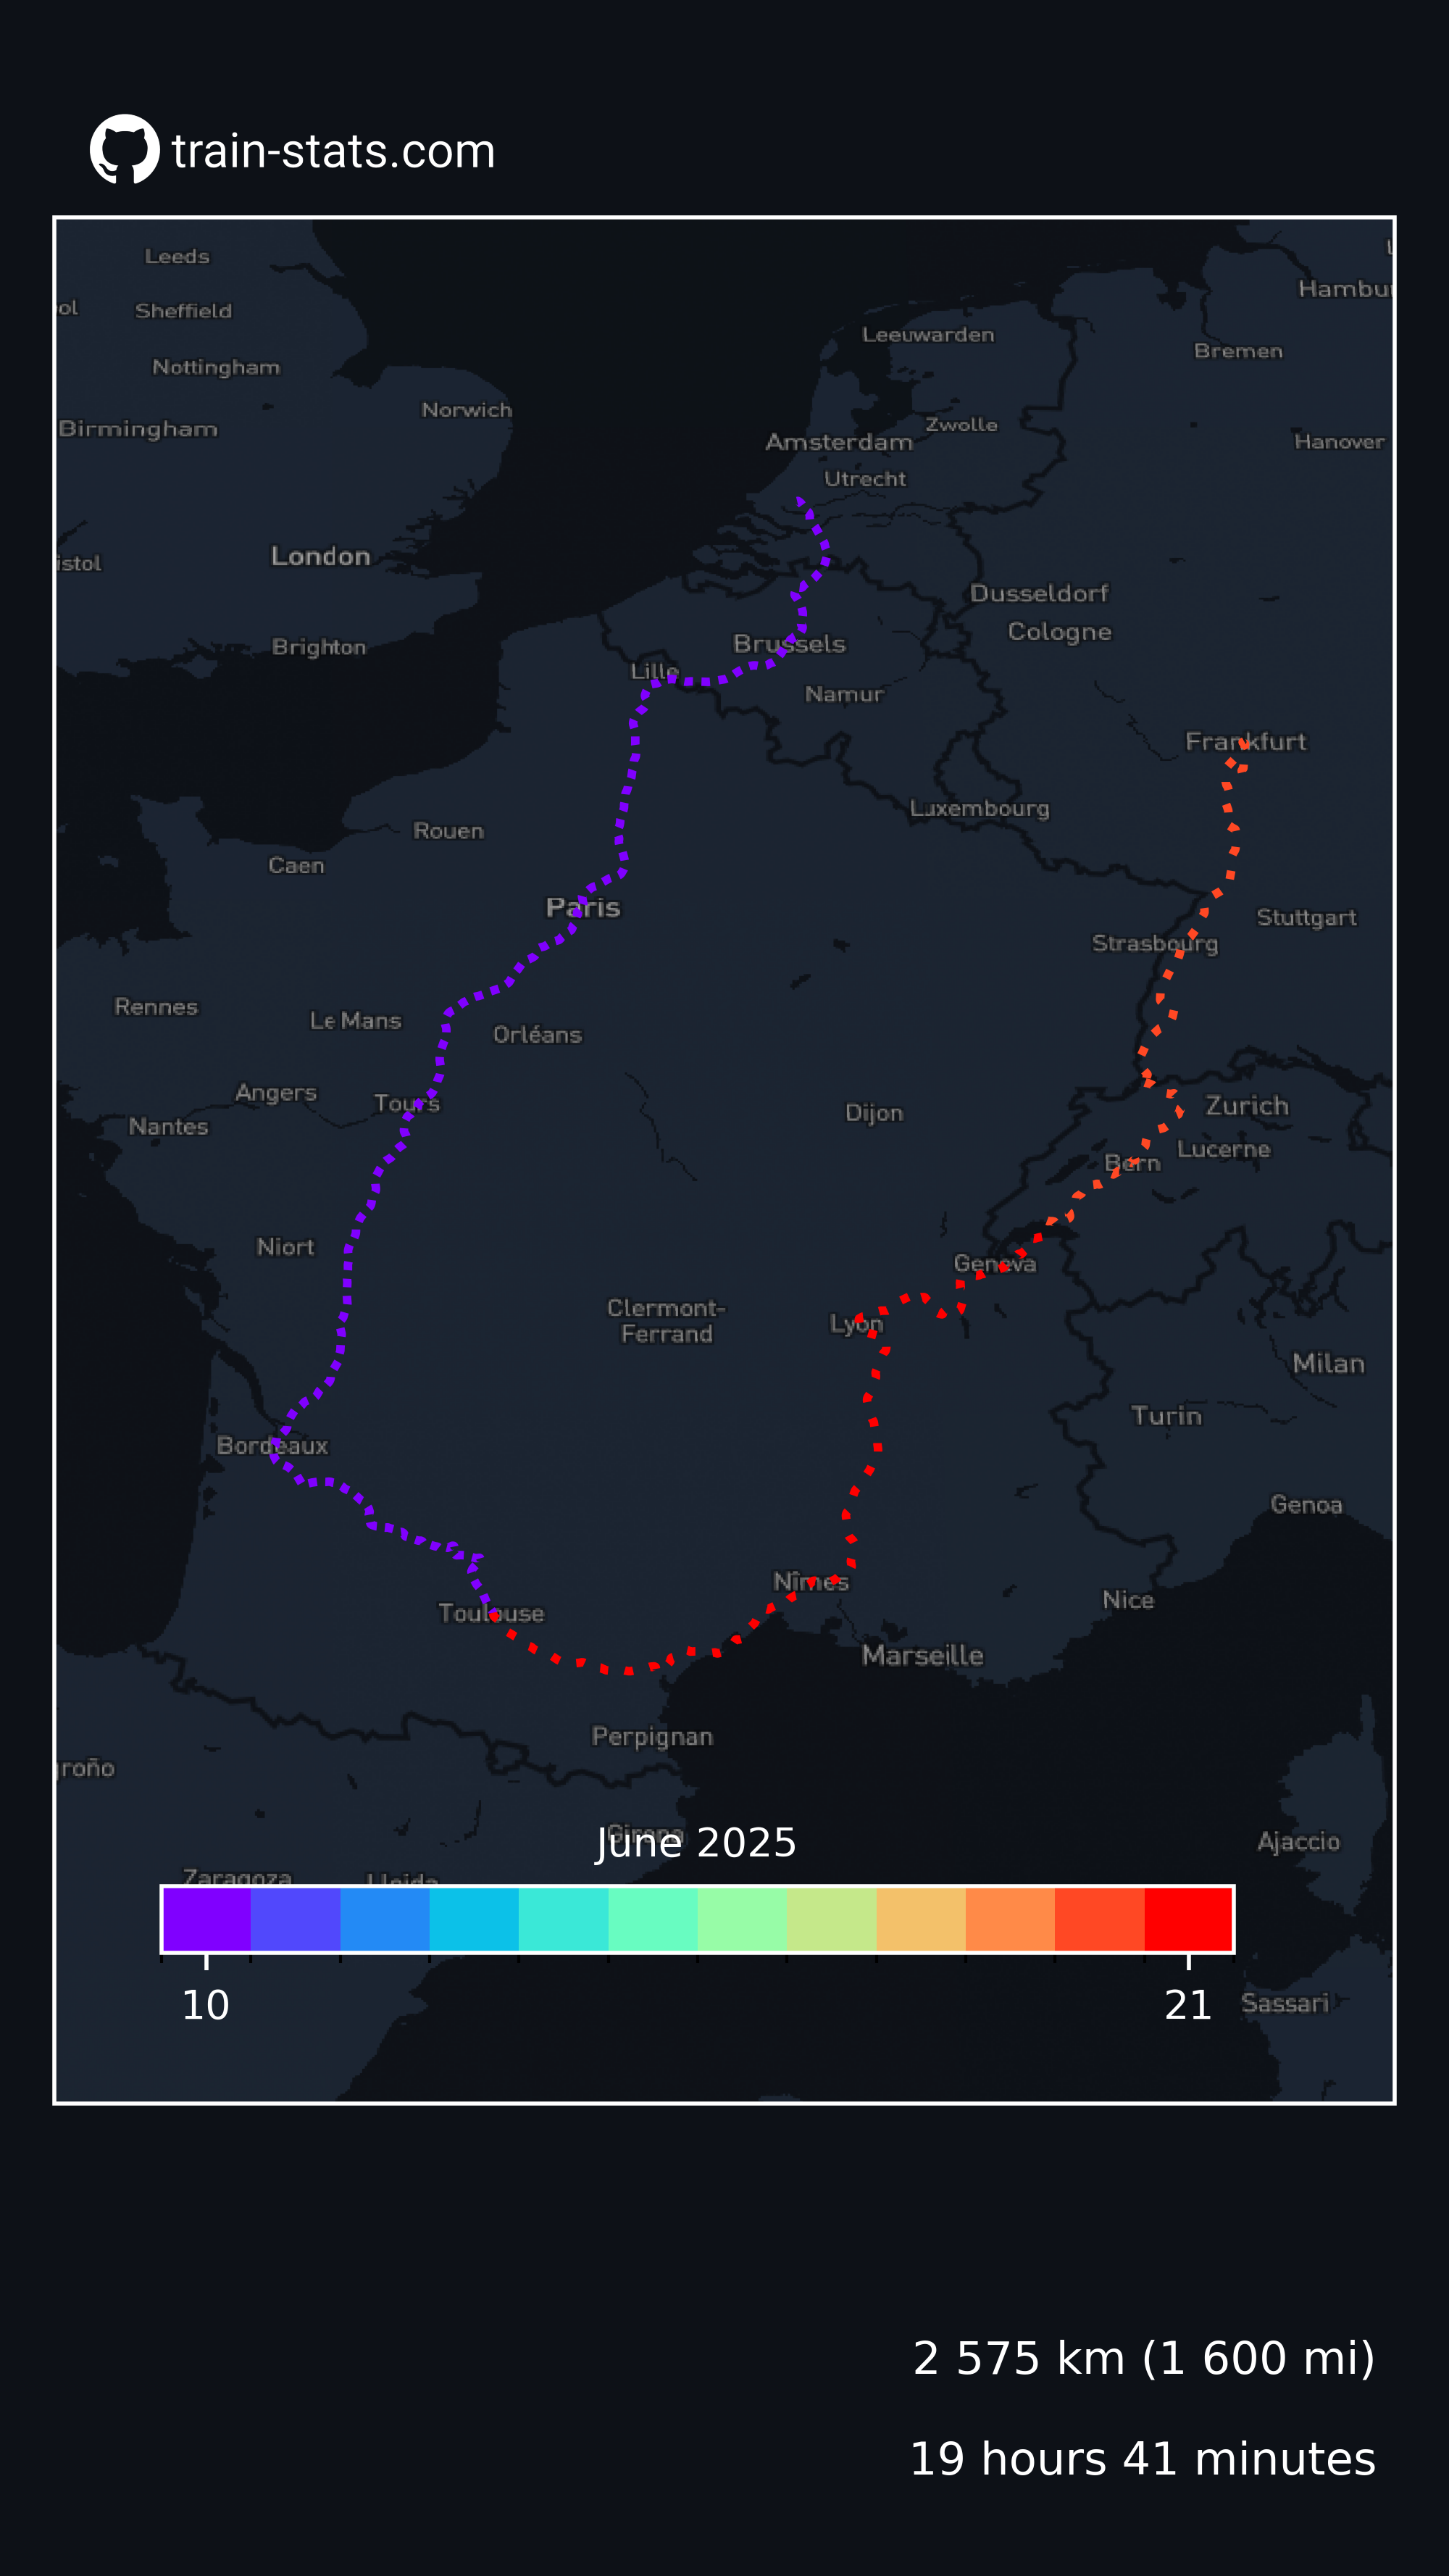 train-stats.com
Leeds
Hambu
ol
Sheffield
Leeuwarden
Bremen
Nottingham
Norwich
Zwolle
Birmingham
Amsterdam
Hanover
Utrecht
London
istol
Dusseldorf
Cologne
Brighton
Brussels
Lille
Namur
Frankfurt
Luxembourg
Rouen
Caen
Paris
Stuttgart
Strasbourg
Rennes
Le Mans
Orléans
Angers
Tours
Zurich
Dijon
Nantes
Lucerne
Bern
Niort
Geneva
Clermont-
Ferrand
Lyon
Milan
Turin
Bordeaux
Genoa
Nîmes
Nice
Toulouse
Marseille
Perpignan
groño
Girona
June 2025
Ajaccio
Zaragoza
Lleida
10
21
Sassari
2 575 km (1 600 mi)
19 hours 41 minutes